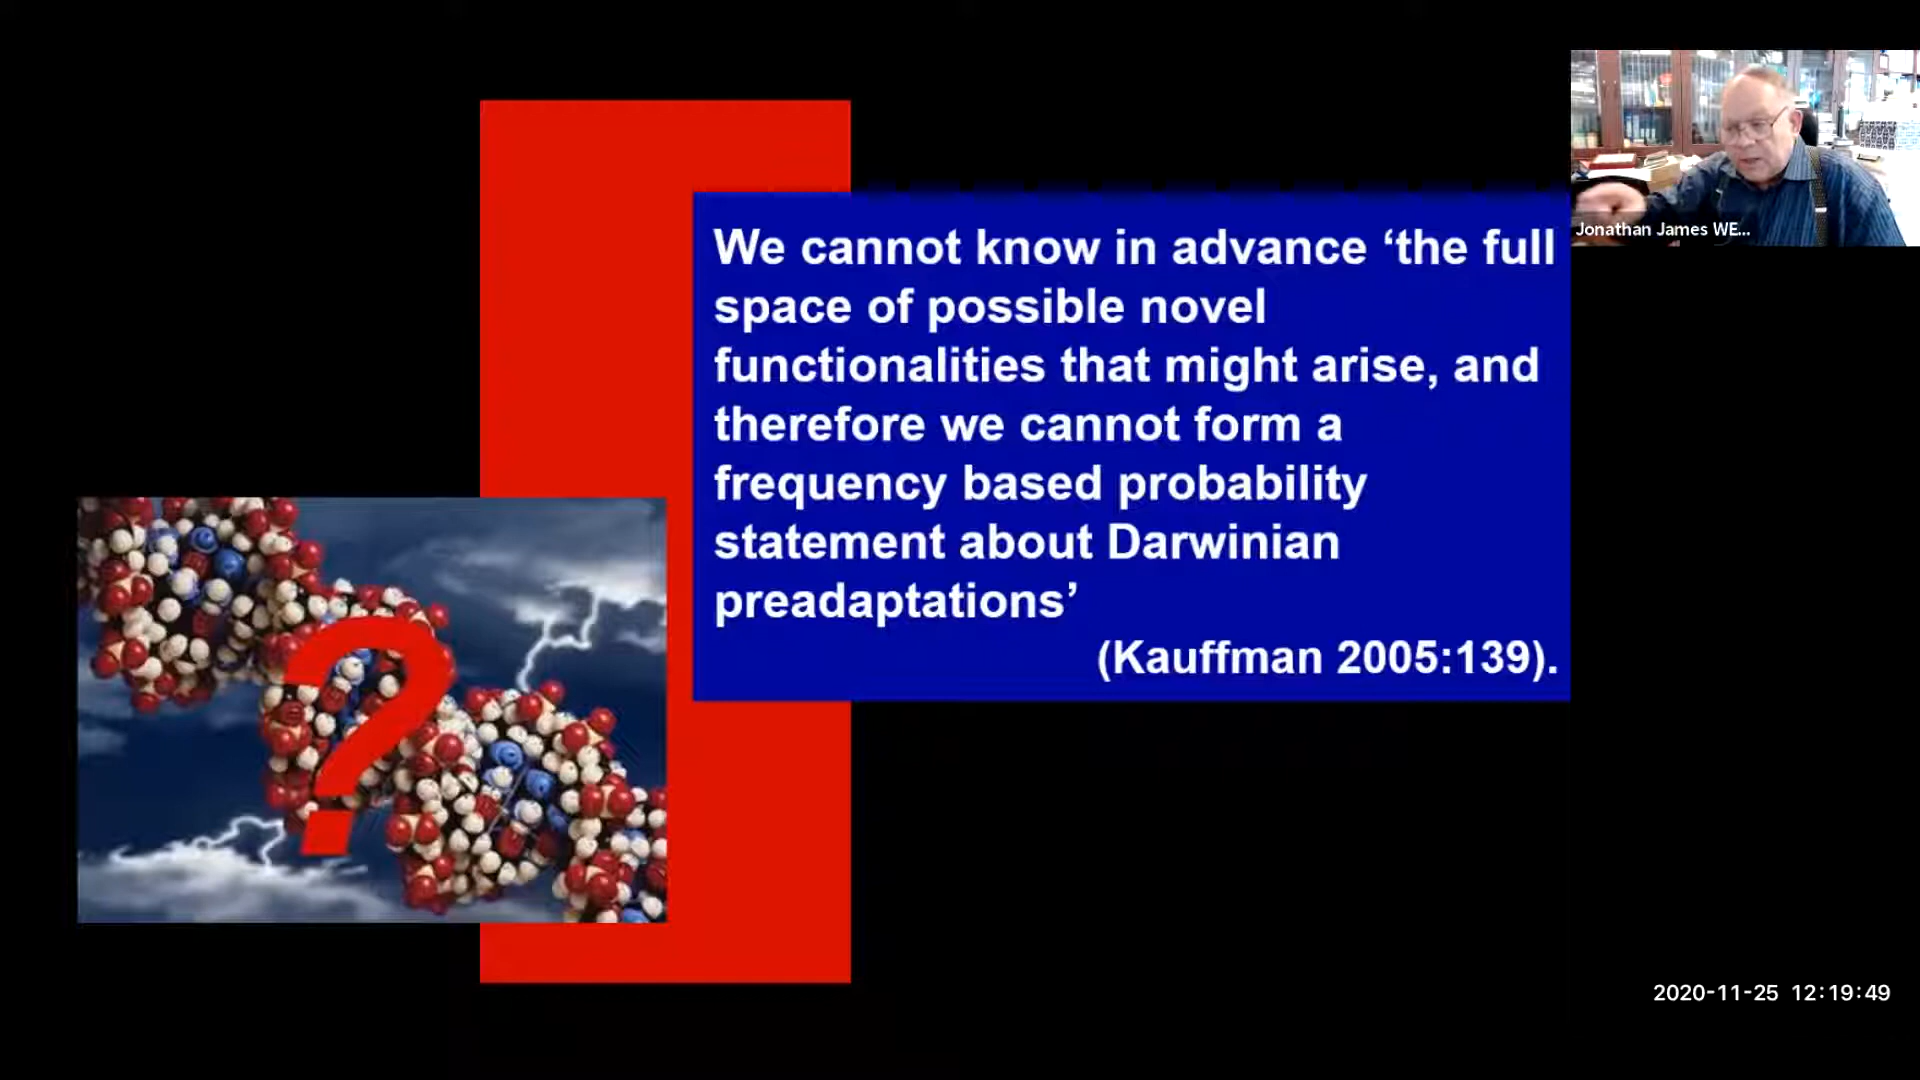 We cannot know in advance ‘the full
space of possible novel
functionalities that might arise, and
therefore we cannot form a
frequency based probability
statement about Darwinian
preadaptations’
(Kauffman 2005:139).
Jonathan James WE...
?
2020-11-25 12:19:49